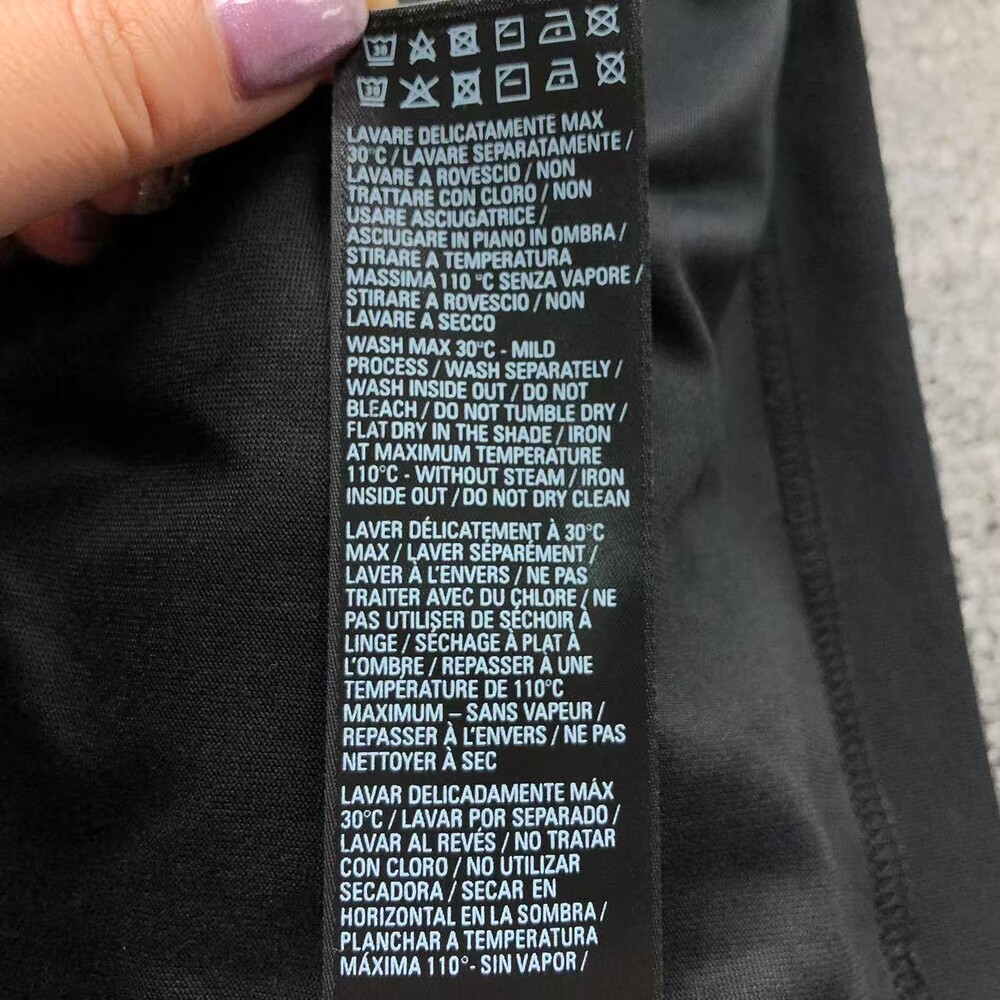 30
30
LAVARE DELICATAMENTE MAX
30°C / LAVARE SEPARATAMENTE /
LAVARE A ROVESCIO / NON
TRATTARE CON CLORO / NON
USARE ASCIUGATRICE /
ASCIUGARE IN PIANO IN OMBRA /
STIRARE A TEMPERATURA
MASSIMA 110 °C SENZA VAPORE /
STIRARE A ROVESCIO / NON
LAVARE A SECCO
WASH MAX 30°C - MILD
PROCESS / WASH SEPARATELY /
WASH INSIDE OUT / DO NOT
BLEACH / DO NOT TUMBLE DRY /
FLAT DRY IN THE SHADE / IRON
AT MAXIMUM TEMPERATURE
110°C - WITHOUT STEAM / IRON
INSIDE OUT / DO NOT DRY CLEAN
LAVER DÉLICATEMENT À 30°C
MAX / LAVER SÉPARÉMENT /
LAVER À L'ENVERS / NE PAS
TRAITER AVEC DU CHLORE / NE
PAS UTILISER DE SÉCHOIR À
LINGE / SÉCHAGE À PLAT À
L'OMBRE / REPASSER À UNE
TEMPÉRATURE DE 110°C
MAXIMUM – SANS VAPEUR /
REPASSER À L'ENVERS / NE PAS
NETTOYER À SEC
LAVAR DELICADAMENTE MÁX
30°C / LAVAR POR SEPARADO /
LAVAR AL REVÉS / NO TRATAR
CON CLORO / NO UTILIZAR
SECADORA / SECAR EN
HORIZONTAL EN LA SOMBRA /
PLANCHAR A TEMPERATURA
MÁXIMA 110°- SIN VAPOR /